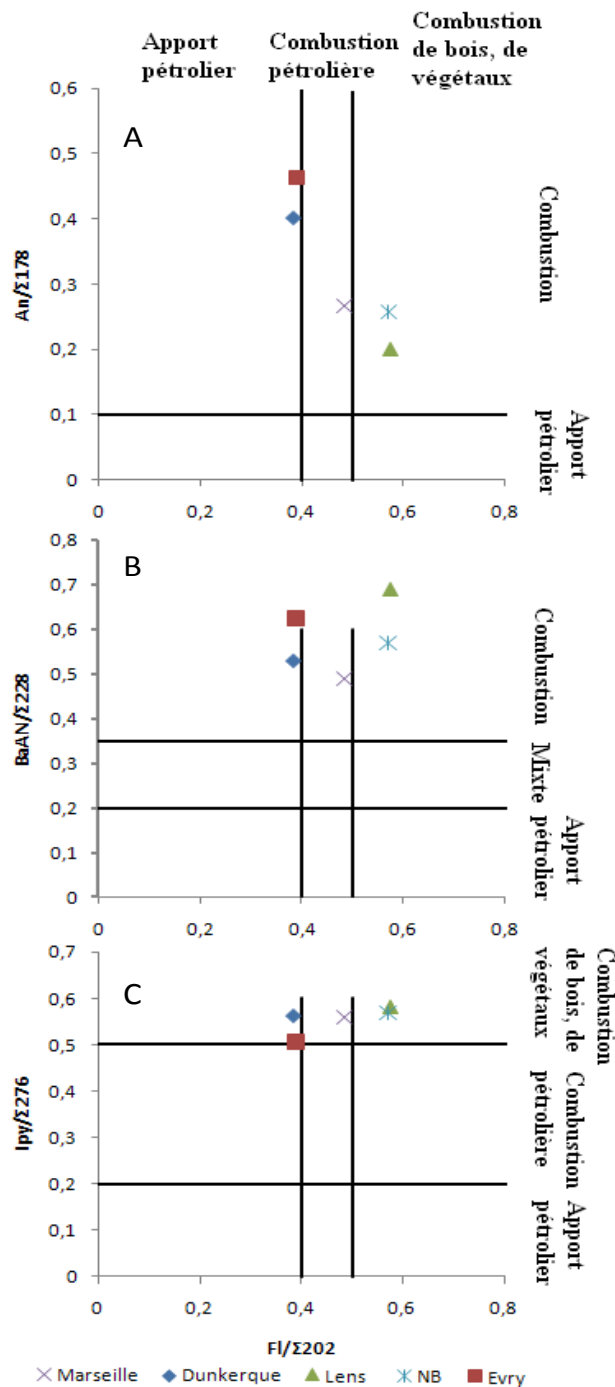 Apport
pétrolier
Combustion
pétrolière
Combustion
de bois, de
végétaux
A
0,6
0,5
0,4
0,3
0,2
0,1
0
An/Σ178
0
0,2
0,4
0,6
0,8
Combustion
Apport
pétrolier
B
0,8
0,7
0,6
0,5
0,4
0,3
0,2
0,1
0
BaAN/Σ228
0
0,2
0,4
0,6
0,8
Combustion
Mixte
Apport
pétrolier
C
0,7
0,6
0,5
0,4
0,3
0,2
0,1
0
Ipy/Σ276
0
0,2
0,4
0,6
0,8
Combustion
de bois, de
végétaux
Combustion
pétrolière
Apport
pétrolier
Fl/Σ202
Marseille Dunkerque Lens NB Evry